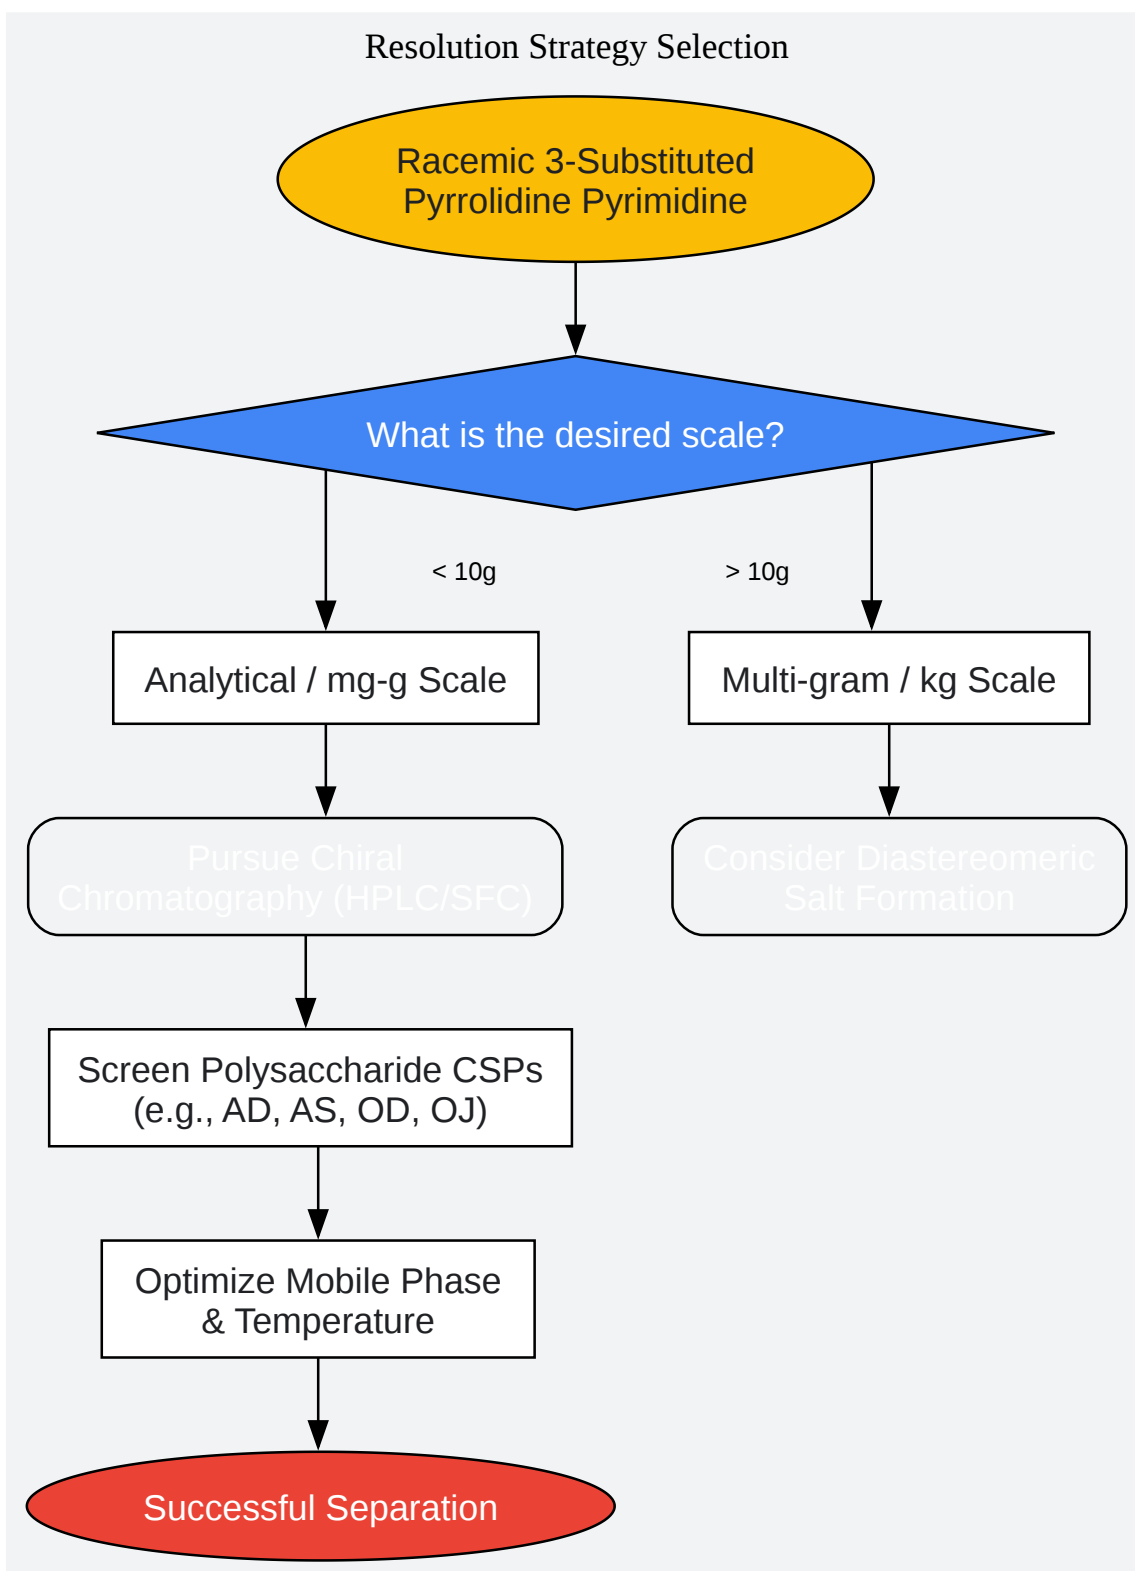 Resolution Strategy Selection
Racemic 3-Substituted
Pyrrolidine Pyrimidine
What is the desired scale?
< 10g
> 10g
Analytical / mg-g Scale
Multi-gram / kg Scale
Pursue Chiral
Chromatography (HPLC/SFC)
Consider Diastereomeric
Salt Formation
Screen Polysaccharide CSPs
(e.g., AD, AS, OD, OJ)
Optimize Mobile Phase
& Temperature
Successful Separation